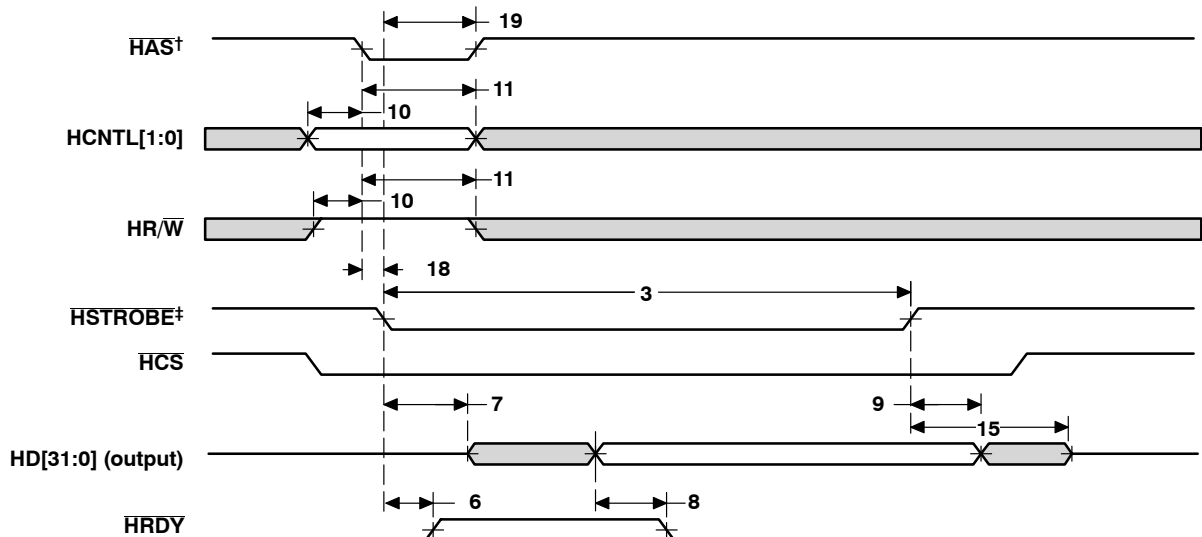 19
HAS†
11
10
HCNTL[1:0]
11
10
HR/W
18
3
HSTROBE‡
HCS
7
9
15
HD[31:0] (output)
6
8
HRDY